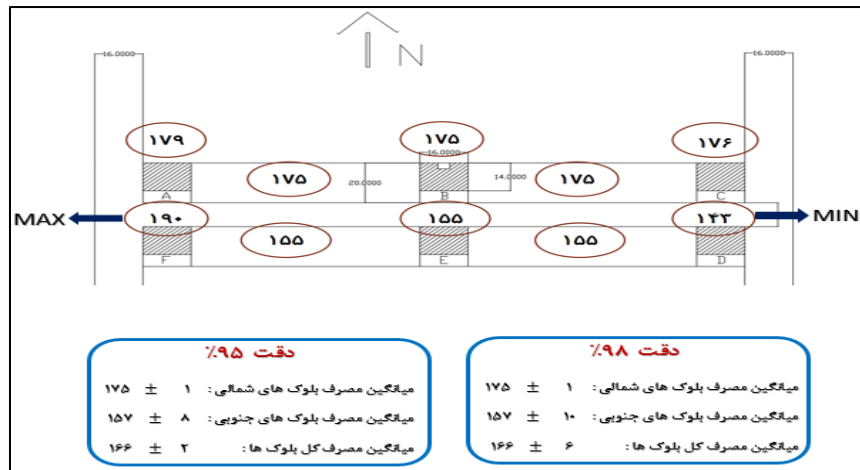 N
16.0000 16.0000
۱۷۹ ۱۷۵ ۱۷۶
16.0000
۱۷۵ ۱۷۵
20.0000 14.0000
A B C
MAX ۱۹۰ ۱۵۵ ۱۴۳ MIN
۱۵۵ ۱۵۵
F E D
دقت ۹۵٪
میانگین مصرف بلوک های شمالی : ۱ ± ۱۷۵
میانگین مصرف بلوک های جنوبی : ۸ ± ۱۵۷
میانگین مصرف کل بلوک ها : ۲ ± ۱۶۶
دقت ۹۸٪
میانگین مصرف بلوک های شمالی : ۱ ± ۱۷۵
میانگین مصرف بلوک های جنوبی : ۱۰ ± ۱۵۷
میانگین مصرف کل بلوک ها : ۶ ± ۱۶۶